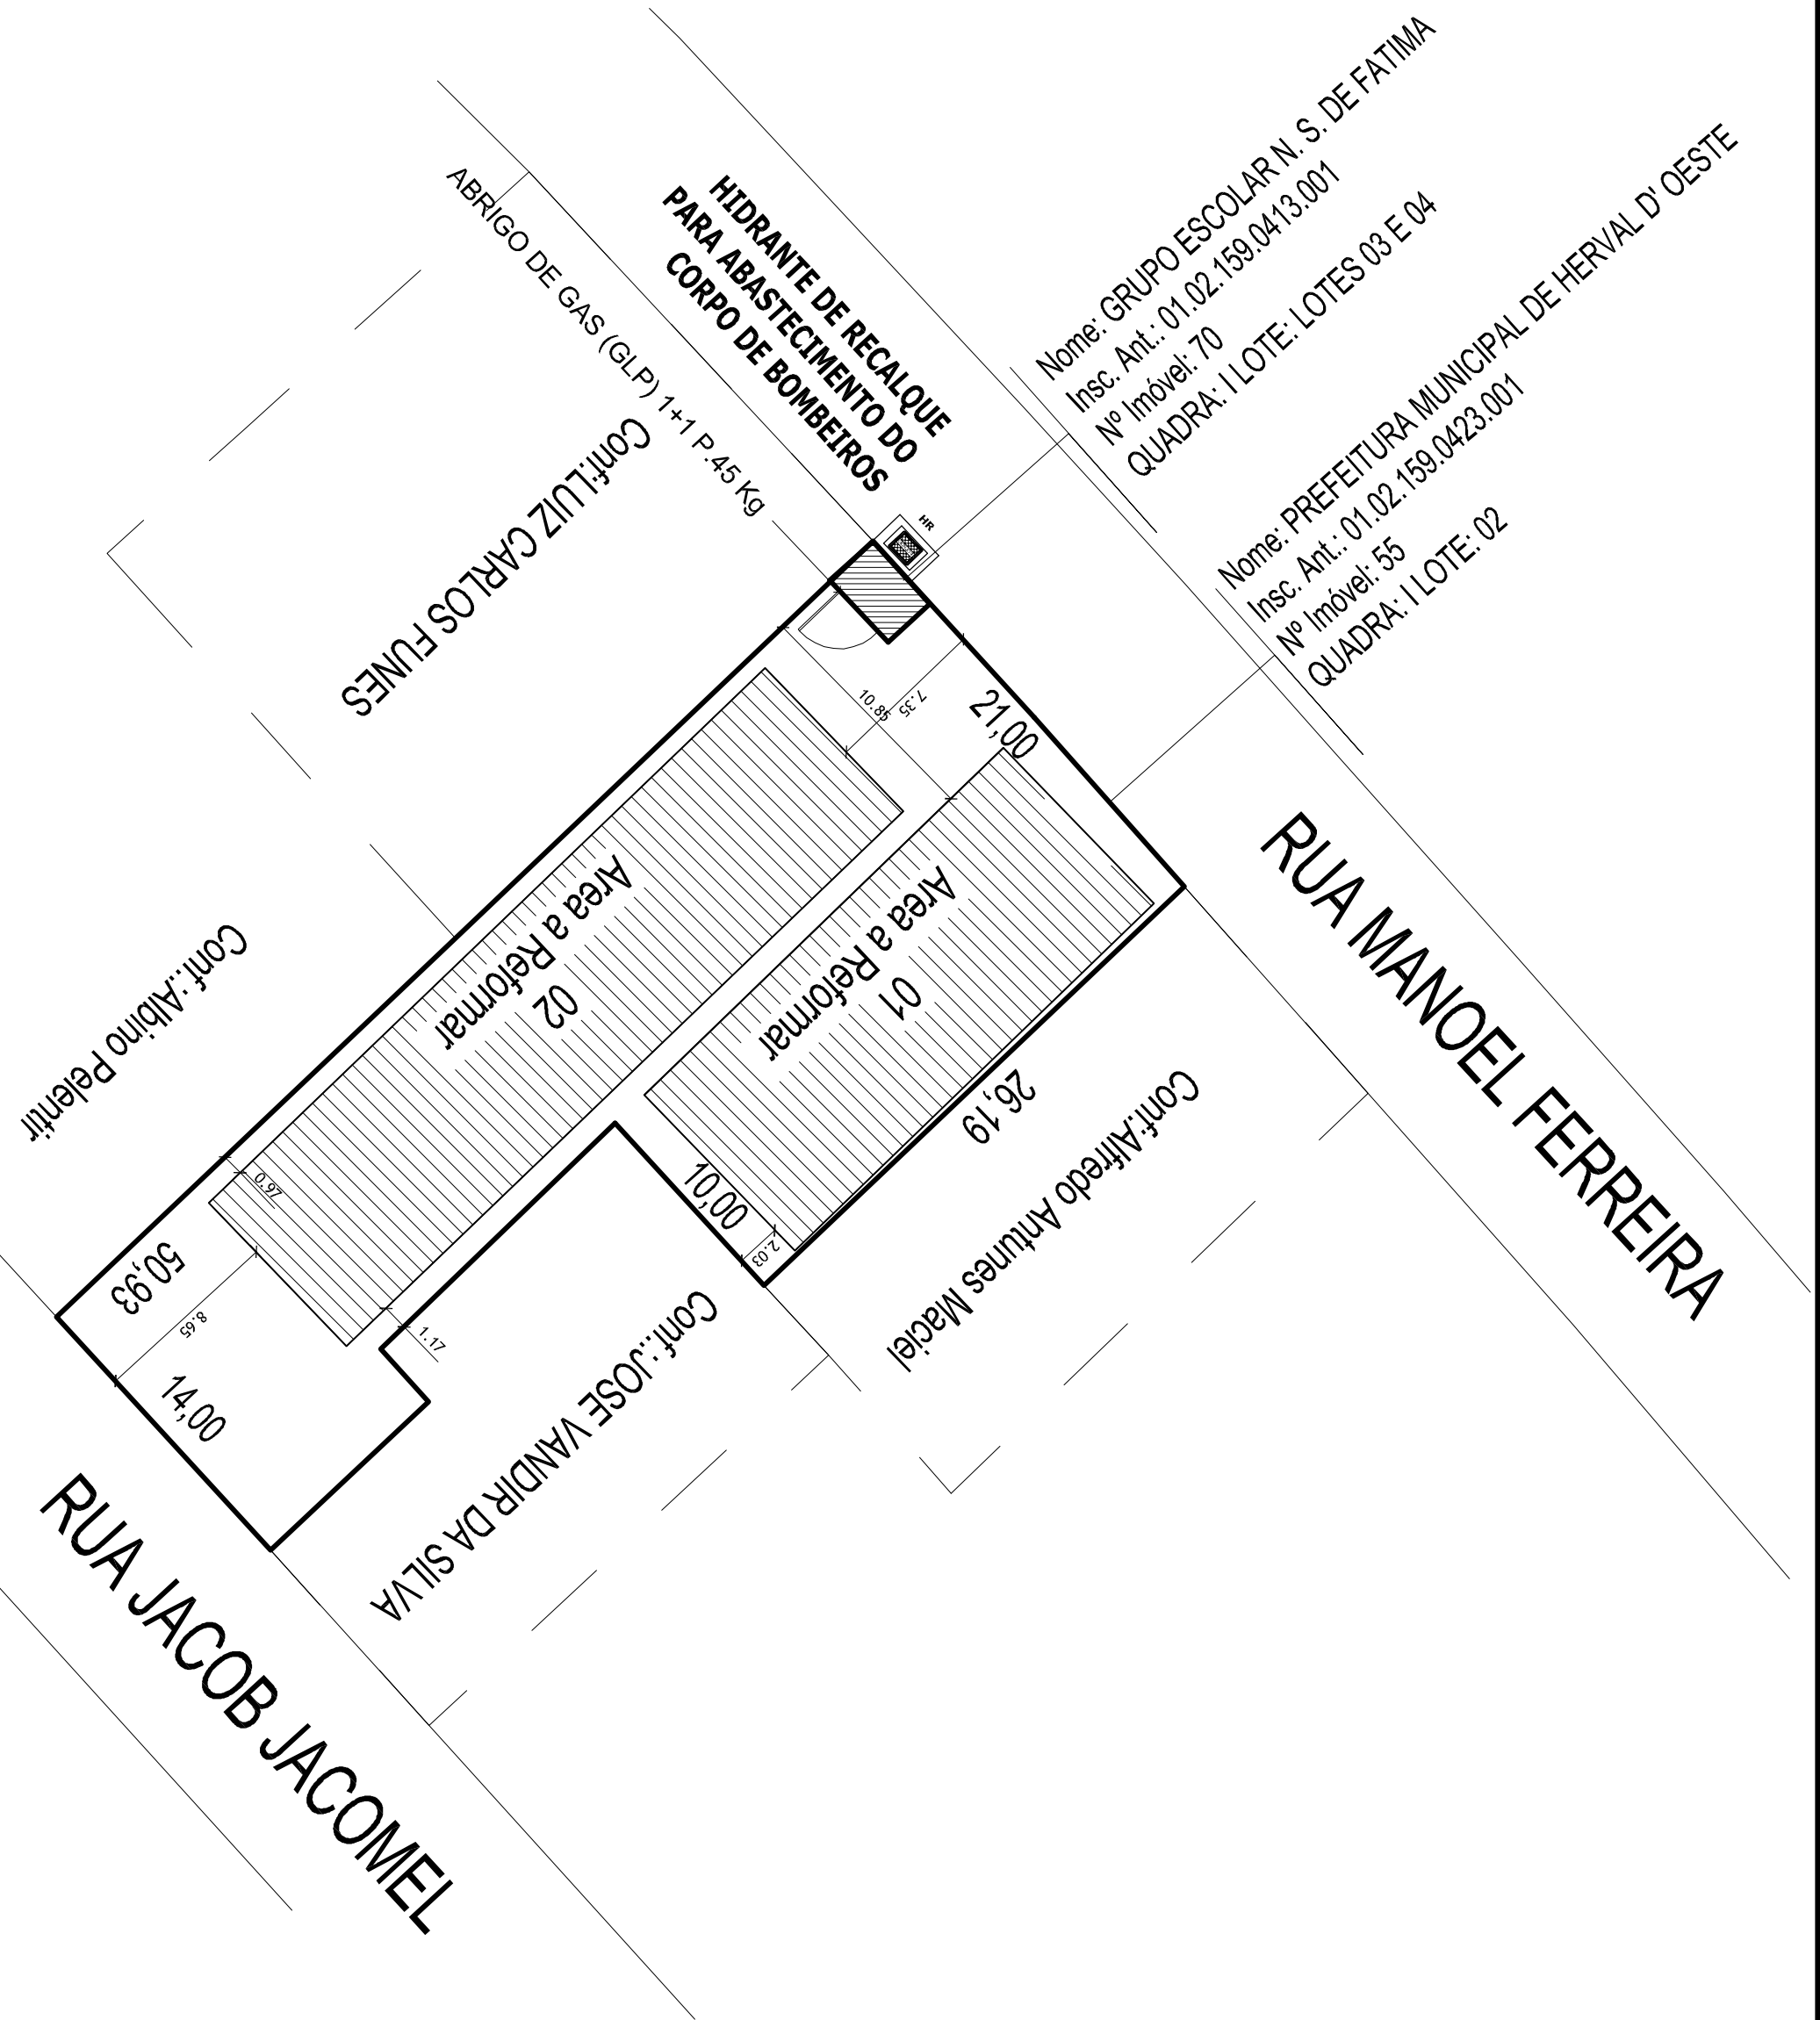 Nome: GRUPO ESCOLAR N. S. DE FATIMA
Insc. Ant.: 01.02.159.0413.001
Nº Imóvel: 70
QUADRA: I LOTE: LOTES 03 E 04
Nome: PREFEITURA MUNICIPAL DE HERVAL D' OESTE
Insc. Ant.: 01.02.159.0423.001
Nº Imóvel: 55
QUADRA: I LOTE: 02
HIDRANTE DE RECALQUE
PARA ABASTECIMENTO DO
CORPO DE BOMBEIROS
ABRIGO DE GAS (GLP) 1+1 P.45 Kg
HR
Conf:LUIZ CARLOS FUNES
10.85
7.35
21,00
Area a Reformar
02
Area a Reformar
01
RUA MANOEL FERREIRA
Conf.:Albino Pelentir
26,19
Conf:Alfredo Antunes Maciel
0.97
10,00
2.03
50,93
8.65
1.17
14,00
Conf.:JOSE VANDIR DA SILVA
RUA JACOB JACOMEL